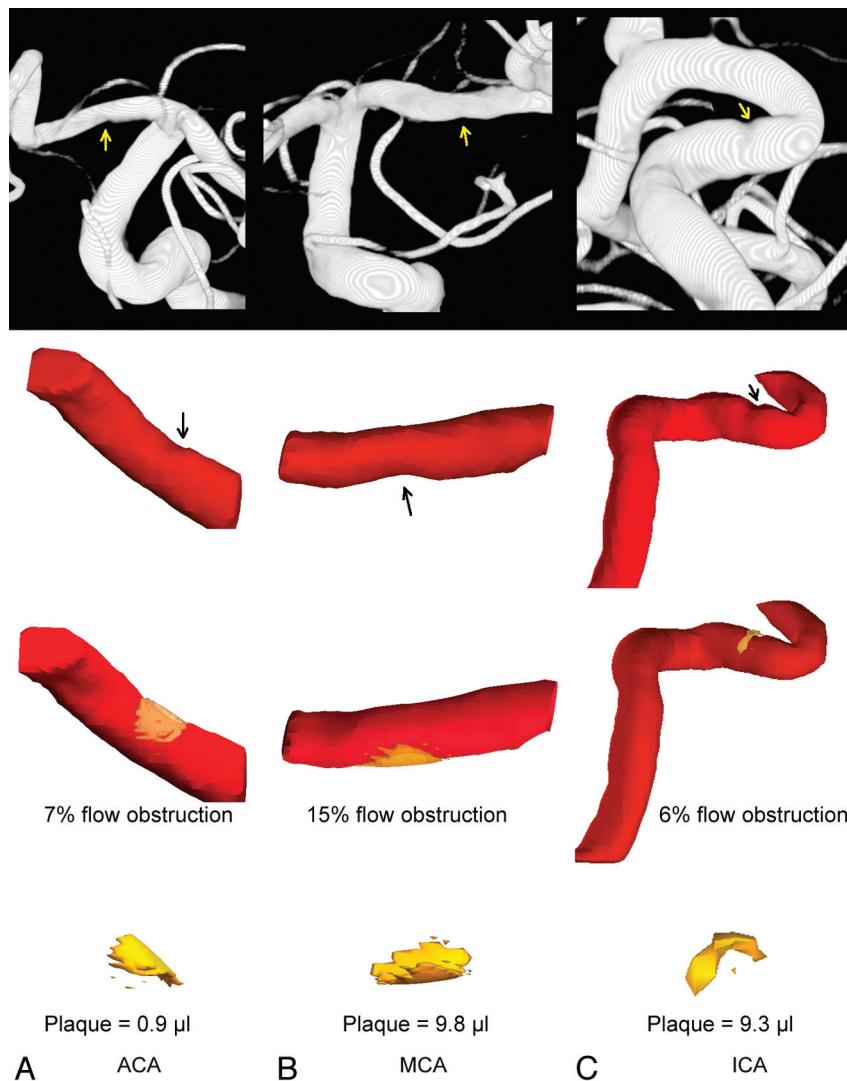 7% flow obstruction
15% flow obstruction
6% flow obstruction
Plaque = 0.9 µl
Plaque = 9.8 µl
Plaque = 9.3 µl
A ACA
B MCA
C ICA